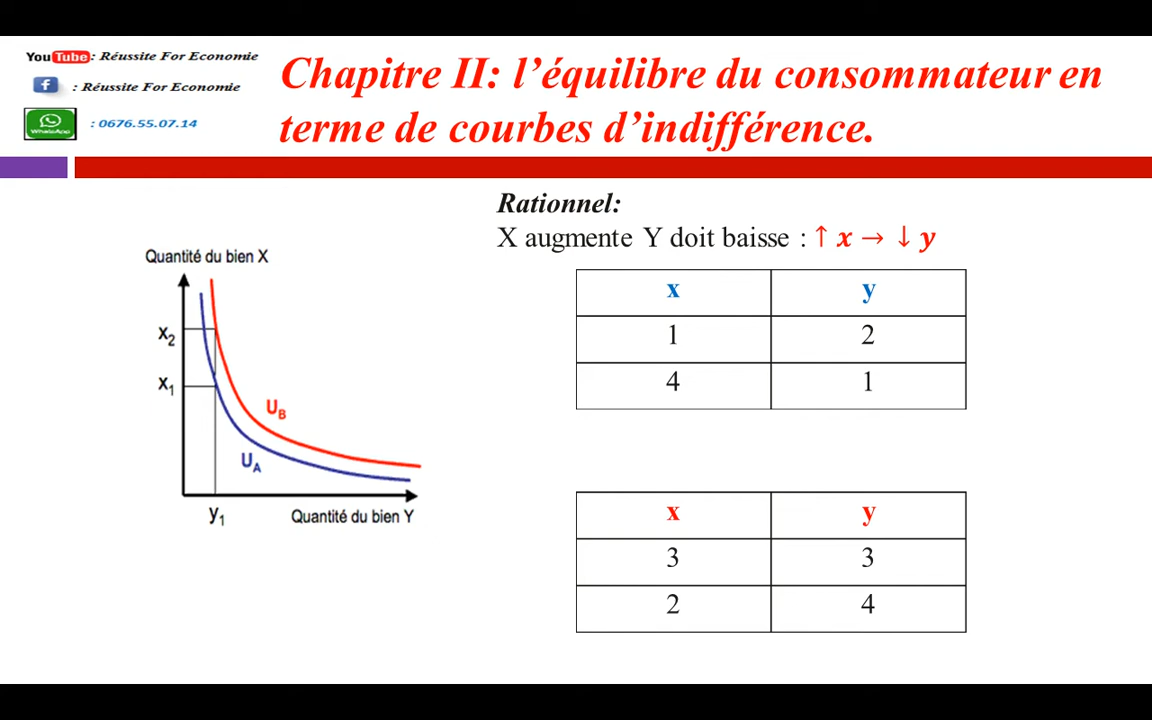 YouTube : Réussite For Economie
f : Réussite For Economie
WhatsApp : 0676.55.07.14
Chapitre II: l’équilibre du consommateur en
terme de courbes d’indifférence.
Rationnel:
X augmente Y doit baisse : ↑ x → ↓ y
Quantité du bien X
X2
X1
UB
UA
y1
Quantité du bien Y
x y
1 2
4 1
x y
3 3
2 4